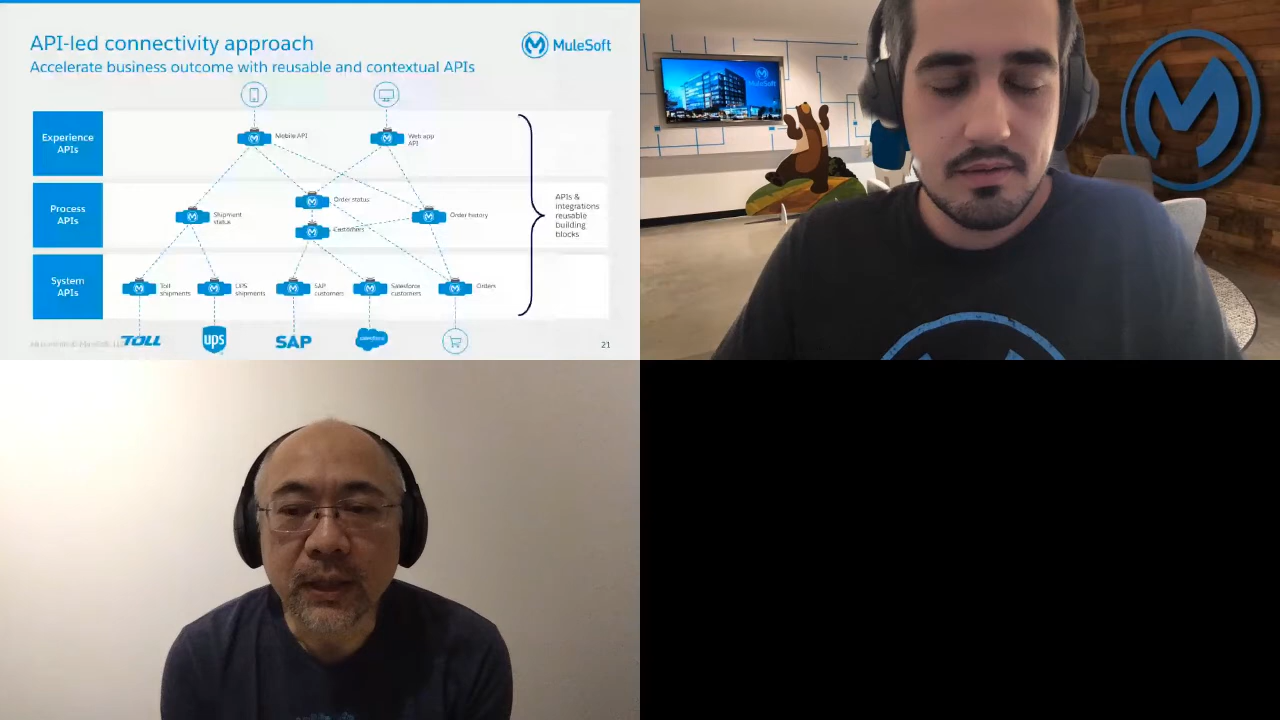 API-led connectivity approach
MuleSoft
Accelerate business outcome with reusable and contextual APIs
Experience
APIs
Mobile API
Web app
API
Process
APIs
Shipment
status
Order status
Customers
Order history
APIs &
integrations
reusable
building
blocks
System
APIs
Toll
shipments
UPS
shipments
SAP
customers
Salesforce
customers
Orders
TOLL
ups
SAP
salesforce
21
MuleSoft